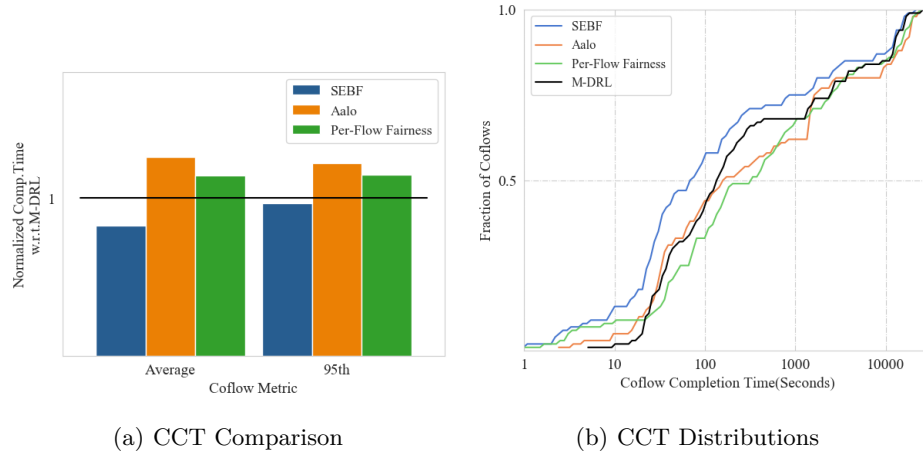 SEBF
Aalo
Per-Flow Fairness
Normalized Comp.Time
w.r.t.M-DRL
1
Average
95th
Coflow Metric
(a) CCT Comparison
SEBF
Aalo
Per-Flow Fairness
M-DRL
1.0
0.5
Fraction of Coflows
1
10
100
1000
10000
Coflow Completion Time(Seconds)
(b) CCT Distributions